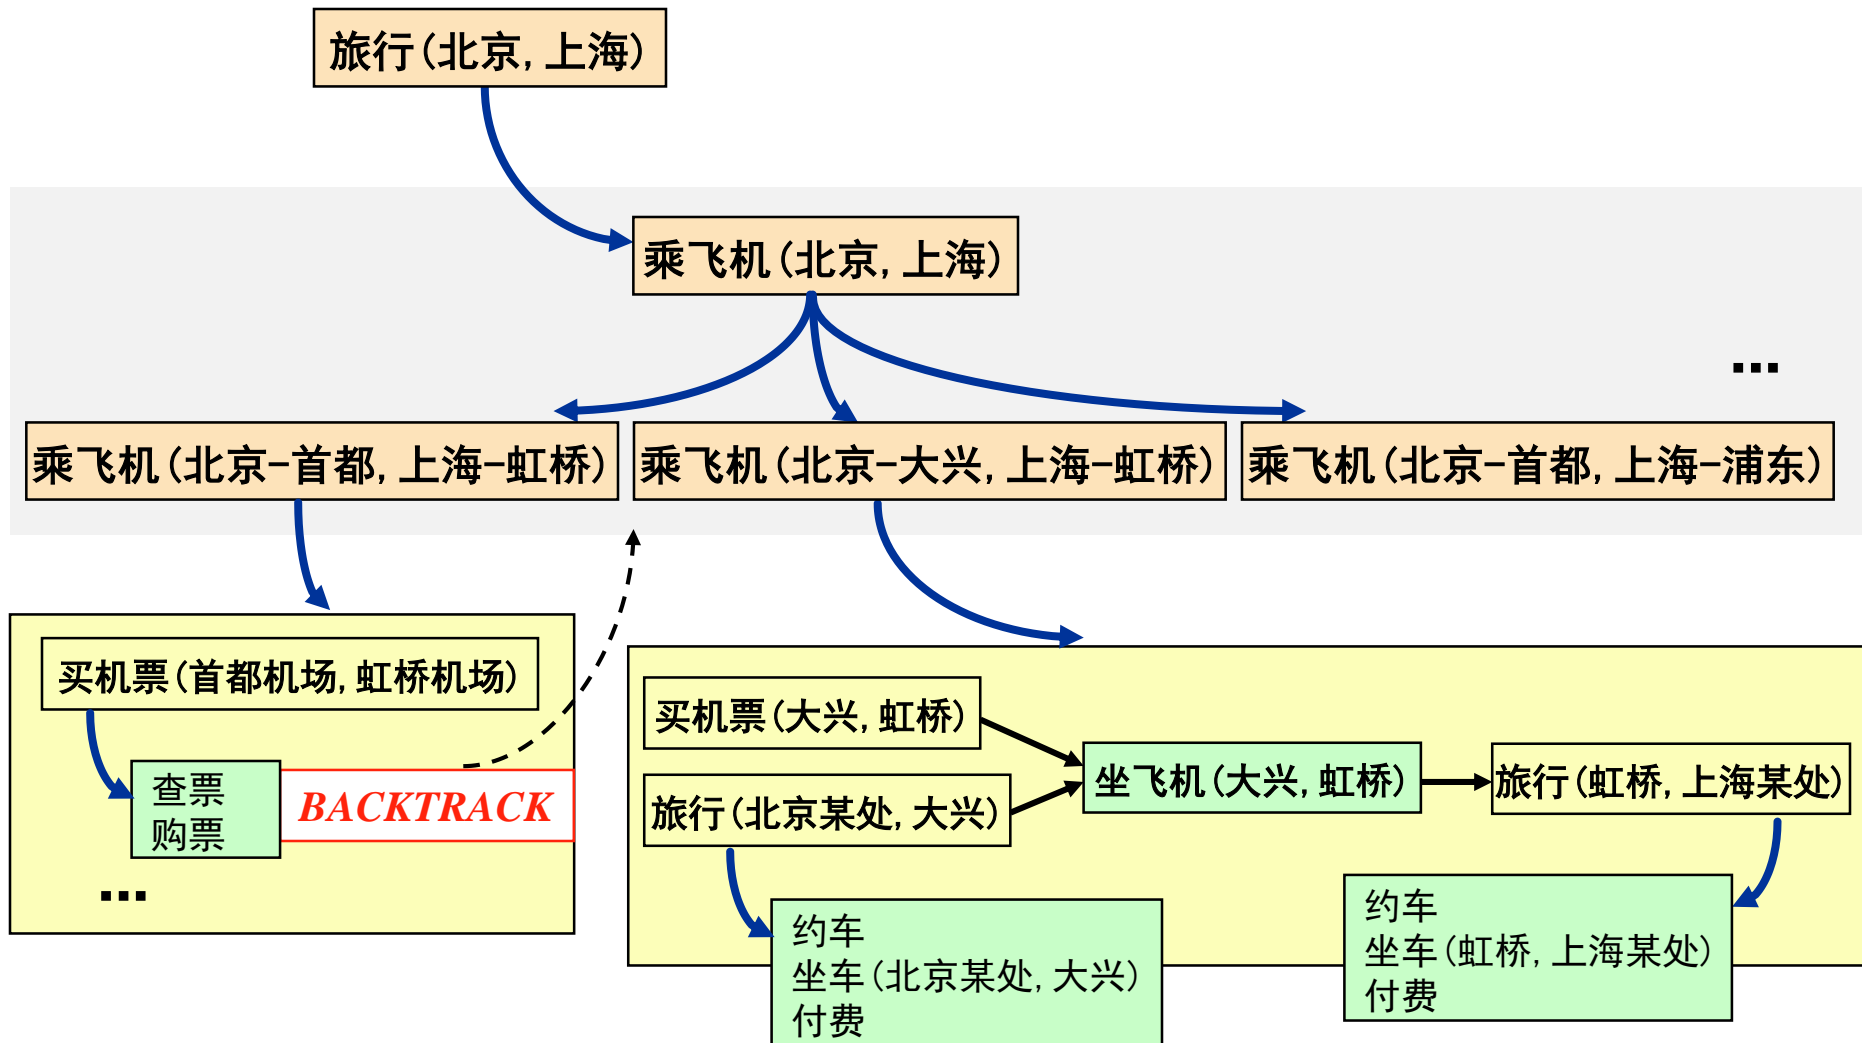 旅行(北京,上海)
乘飞机(北京,上海)
…
乘飞机(北京-首都,上海-虹桥)
乘飞机(北京-大兴,上海-虹桥)
乘飞机(北京-首都,上海-浦东)
买机票(首都机场,虹桥机场)
查票
购票
BACKTRACK
…
买机票(大兴,虹桥)
旅行(北京某处,大兴)
坐飞机(大兴,虹桥)
旅行(虹桥,上海某处)
约车
坐车(北京某处,大兴)
付费
约车
坐车(虹桥,上海某处)
付费